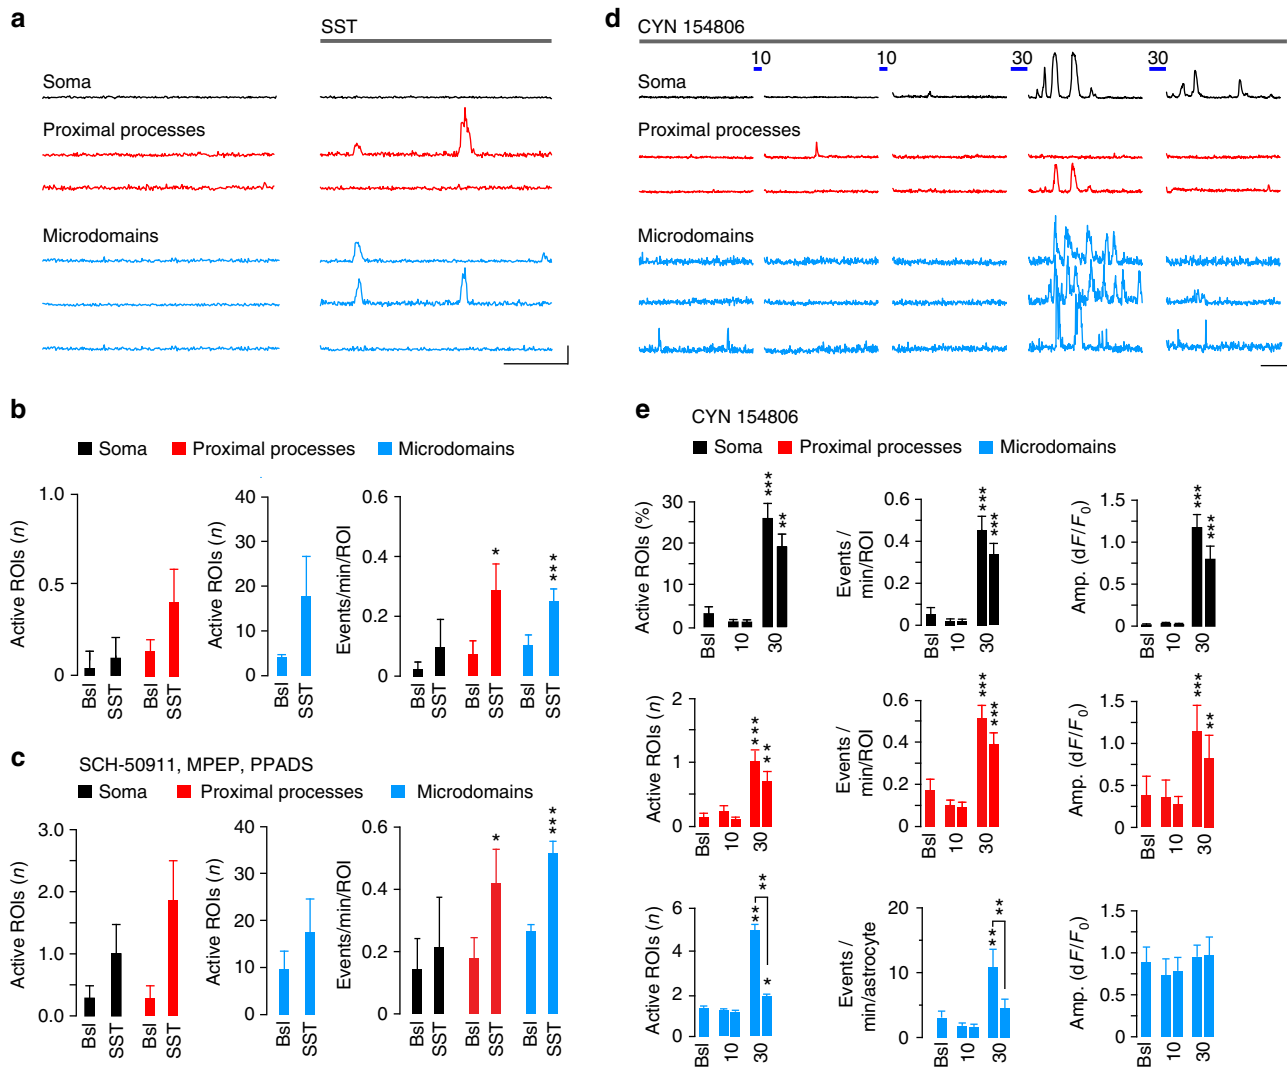 a
SST
Soma
Proximal processes
Microdomains
b
Soma Proximal processes Microdomains
Active ROIs (n)
1.0
0.5
0
Bsl SST Bsl SST
Active ROIs (n)
40
30
20
10
0
Bsl SST
Events/min/ROI
0.6
0.4
0.2
0
* ***
Bsl SST Bsl SST Bsl SST
c
SCH-50911, MPEP, PPADS
Soma Proximal processes Microdomains
Active ROIs (n)
3.0
2.0
1.0
0.0
Bsl SST Bsl SST
Active ROIs (n)
40
20
10
0
Bsl SST
Events/min/ROI
0.6
0.4
0.2
0
* ***
Bsl SST Bsl SST Bsl SST
d
CYN 154806
10 10 30 30
Soma
Proximal processes
Microdomains
e
CYN 154806
Soma Proximal processes Microdomains
Active ROIs (%)
30
20
10
0
*** **
Bsl 10 30
Events /
min/ROI
0.6
0.4
0.2
0
*** ***
Bsl 10 30
Amp. (dF/F0)
1.5
1.0
0.5
0
*** ***
Bsl 10 30
Active ROIs (n)
2
1
0
*** **
Bsl 10 30
Events /
min/ROI
0.6
0.4
0.2
0
*** ***
Bsl 10 30
Amp. (dF/F0)
1.5
1.0
0.5
0
*** **
Bsl 10 30
Active ROIs (n)
6
4
2
0
*** ** *
Bsl 10 30
Events /
min/astrocyte
20
10
0
** **
Bsl 10 30
Amp. (dF/F0)
1.5
1.0
0.5
0
Bsl 10 30